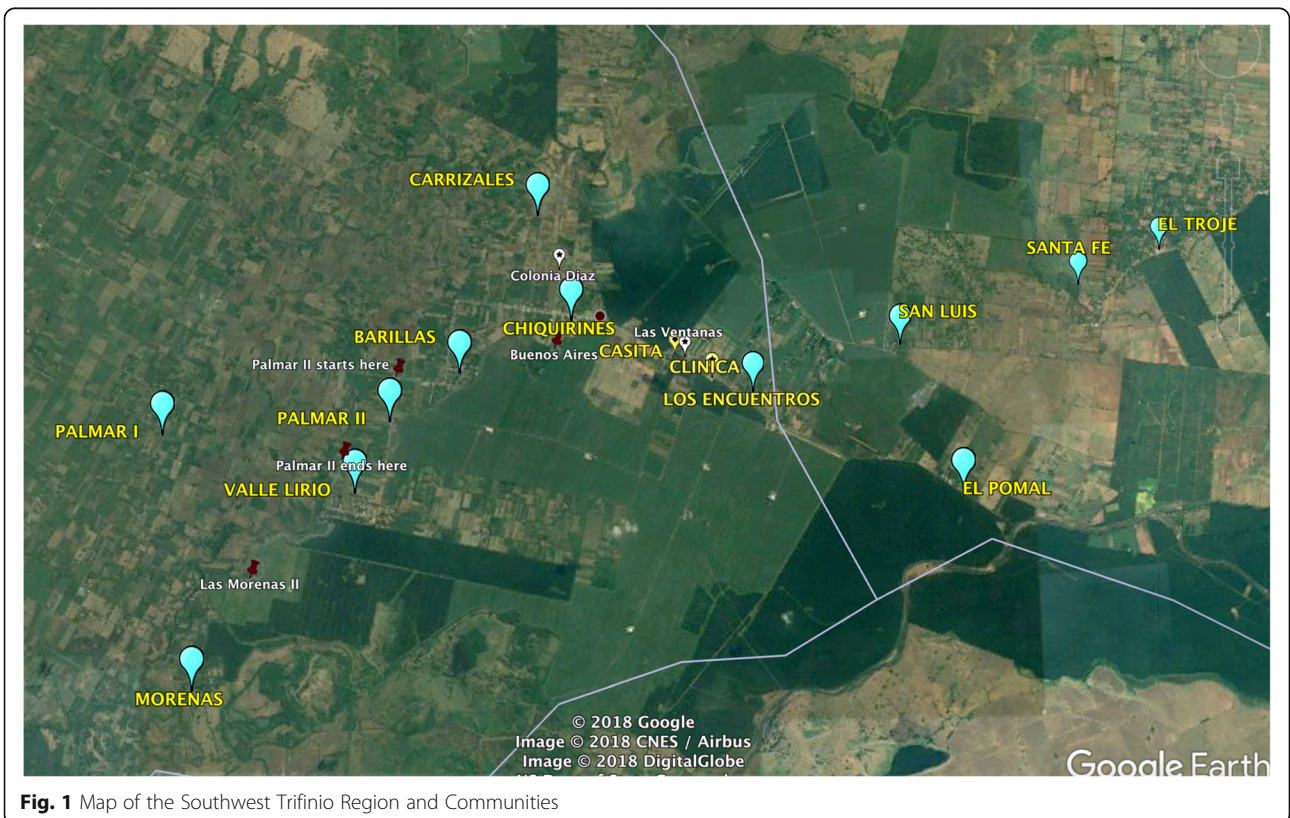 CARRIZALES
EL TROJE
SANTA FE
Colonia Diaz
SAN LUIS
CHIQUIRINES
Las Ventanas
BARILLAS
Buenos Aires
CASITA
Palmar II starts here
CLINICA
LOS ENCUENTROS
PALMAR II
PALMAR I
Palmar II ends here
VALLE LIRIO
EL POMAL
Las Morenas II
MORENAS
© 2018 Google
Image © 2018 CNES / Airbus
Image © 2018 DigitalGlobe
Google Earth
Fig. 1 Map of the Southwest Trifinio Region and Communities